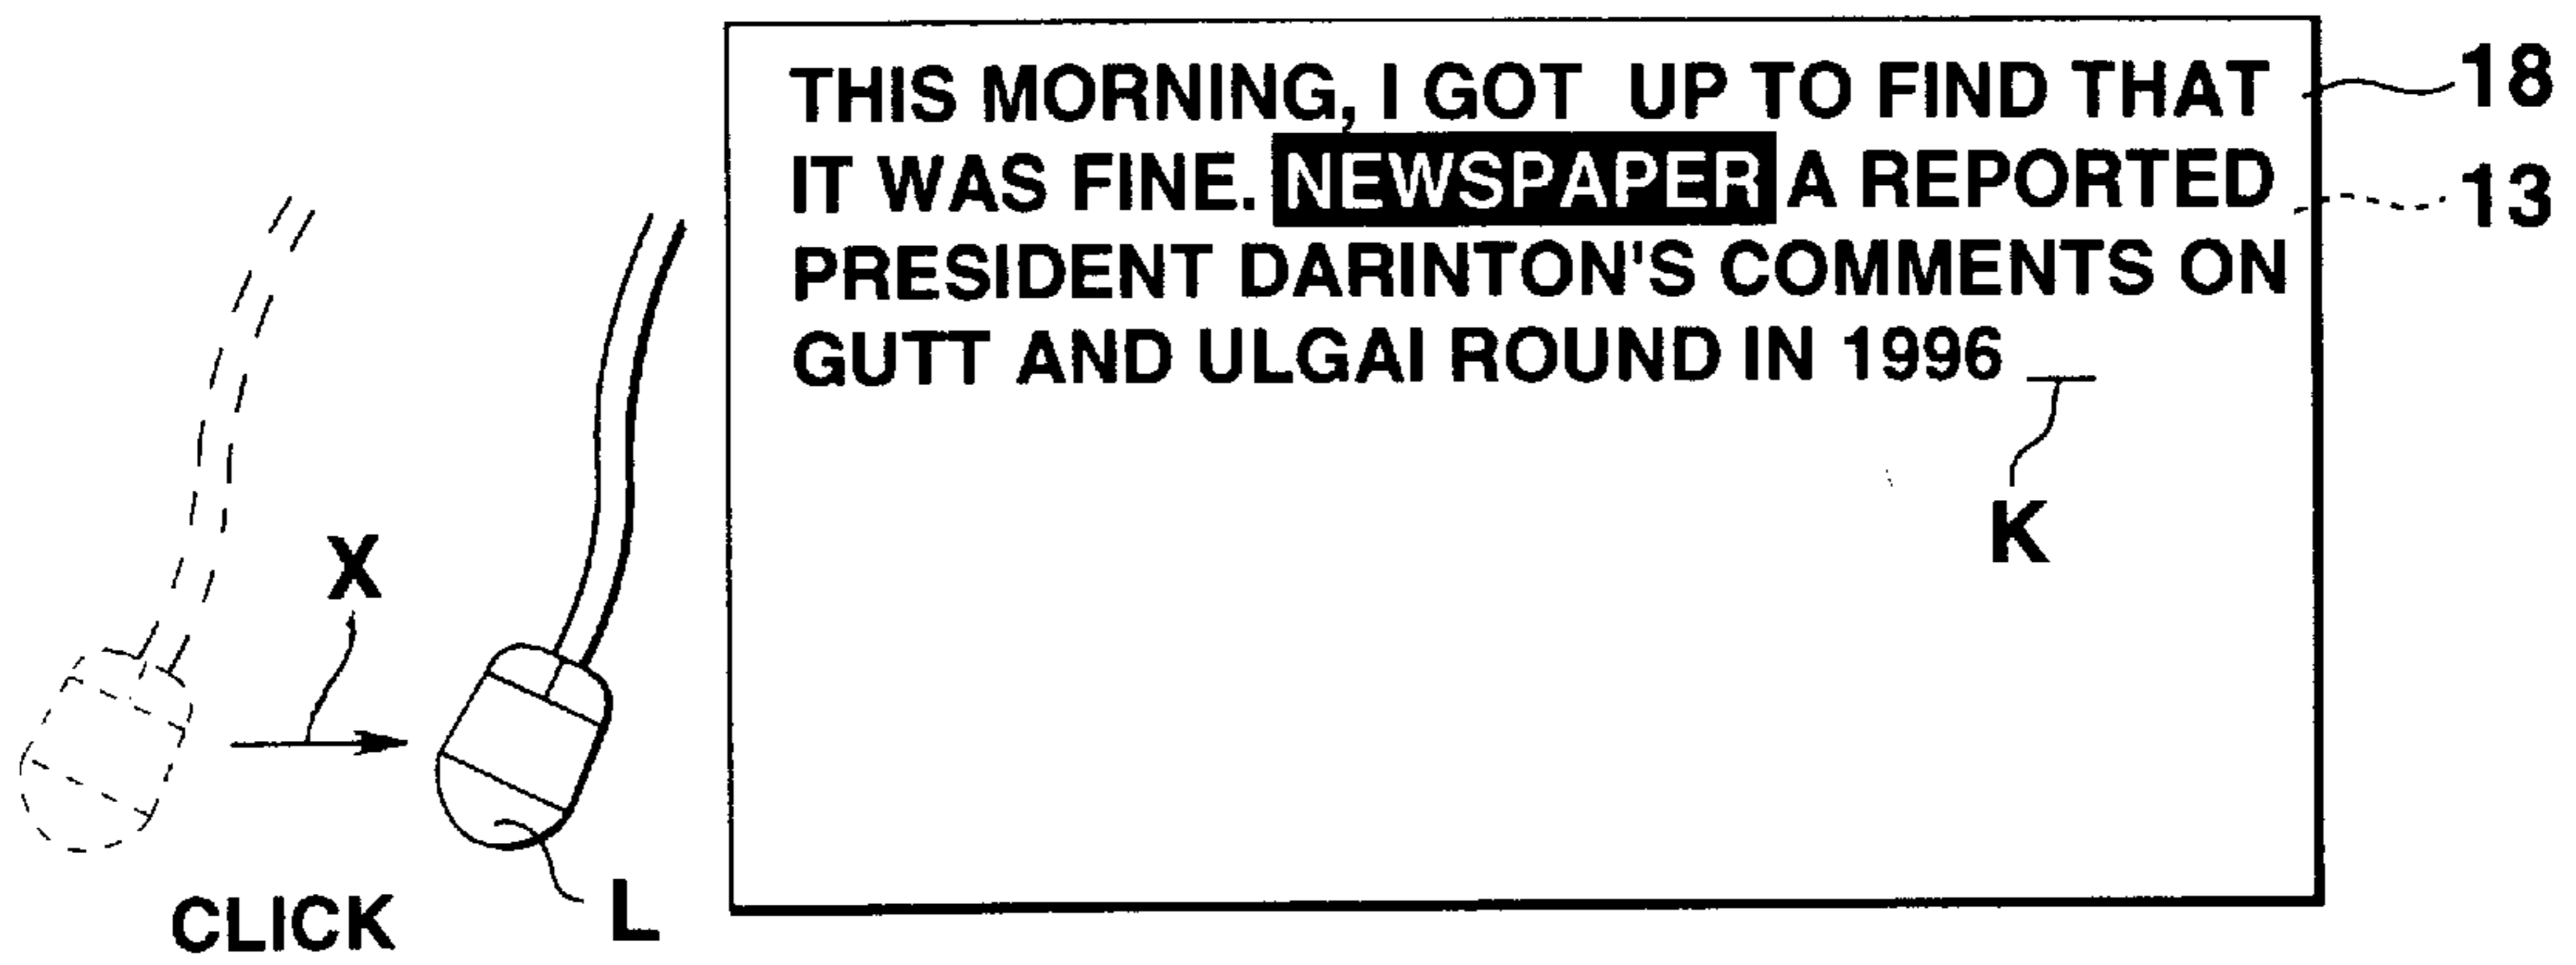 THIS MORNING, I GOT UP TO FIND THAT
IT WAS FINE. NEWSPAPER A REPORTED
PRESIDENT DARINTON'S COMMENTS ON
GUTT AND ULGAI ROUND IN 1996
18
13
K
X
L
CLICK